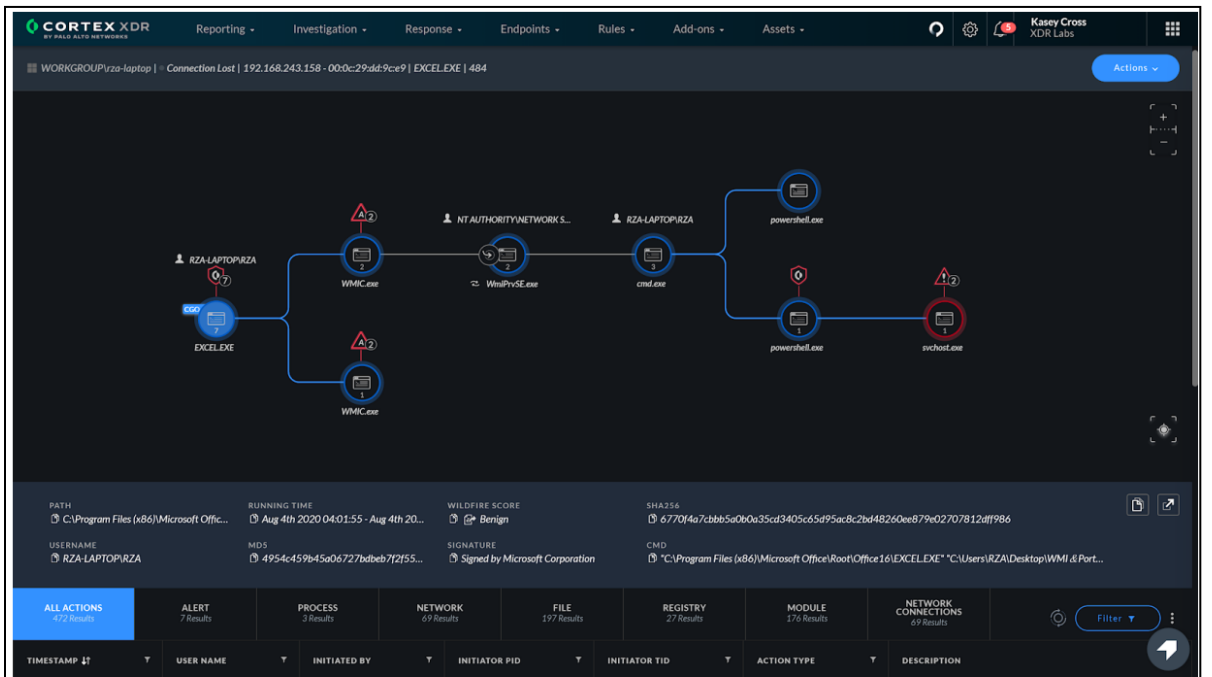 CORTEX XDR
BY PALO ALTO NETWORKS
Reporting
Investigation
Response
Endpoints
Rules
Add-ons
Assets
5
Kasey Cross
XDR Labs
WORKGROUP\rza-laptop | Connection Lost | 192.168.243.158 - 00:0c:29:dd:9c:e9 | EXCEL.EXE | 484
Actions
RZA-LAPTOP\RZA
7
CGO
7
EXCEL.EXE
A 2
2
WMIC.exe
A 2
1
WMIC.exe
NT AUTHORITY\NETWORK S...
2
WmiPrvSE.exe
RZA-LAPTOP\RZA
3
cmd.exe
powershell.exe
1
powershell.exe
2
1
svchost.exe
PATH
C:\Program Files (x86)\Microsoft Offic...
RUNNING TIME
Aug 4th 2020 04:01:55 - Aug 4th 20...
WILDFIRE SCORE
Benign
SHA256
6770f4a7cbbb5a0b0a35cd3405c65d95ac8c2bd48260ee879e02707812dff986
USERNAME
RZA-LAPTOP\RZA
MD5
4954c459b45a06727bdbeb7f2f55...
SIGNATURE
Signed by Microsoft Corporation
CMD
"C:\Program Files (x86)\Microsoft Office\Root\Office16\EXCEL.EXE" "C:\Users\RZA\Desktop\WMI & Port...
ALL ACTIONS
472 Results
ALERT
7 Results
PROCESS
3 Results
NETWORK
69 Results
FILE
197 Results
REGISTRY
27 Results
MODULE
176 Results
NETWORK
CONNECTIONS
69 Results
Filter
TIMESTAMP
USER NAME
INITIATED BY
INITIATOR PID
INITIATOR TID
ACTION TYPE
DESCRIPTION